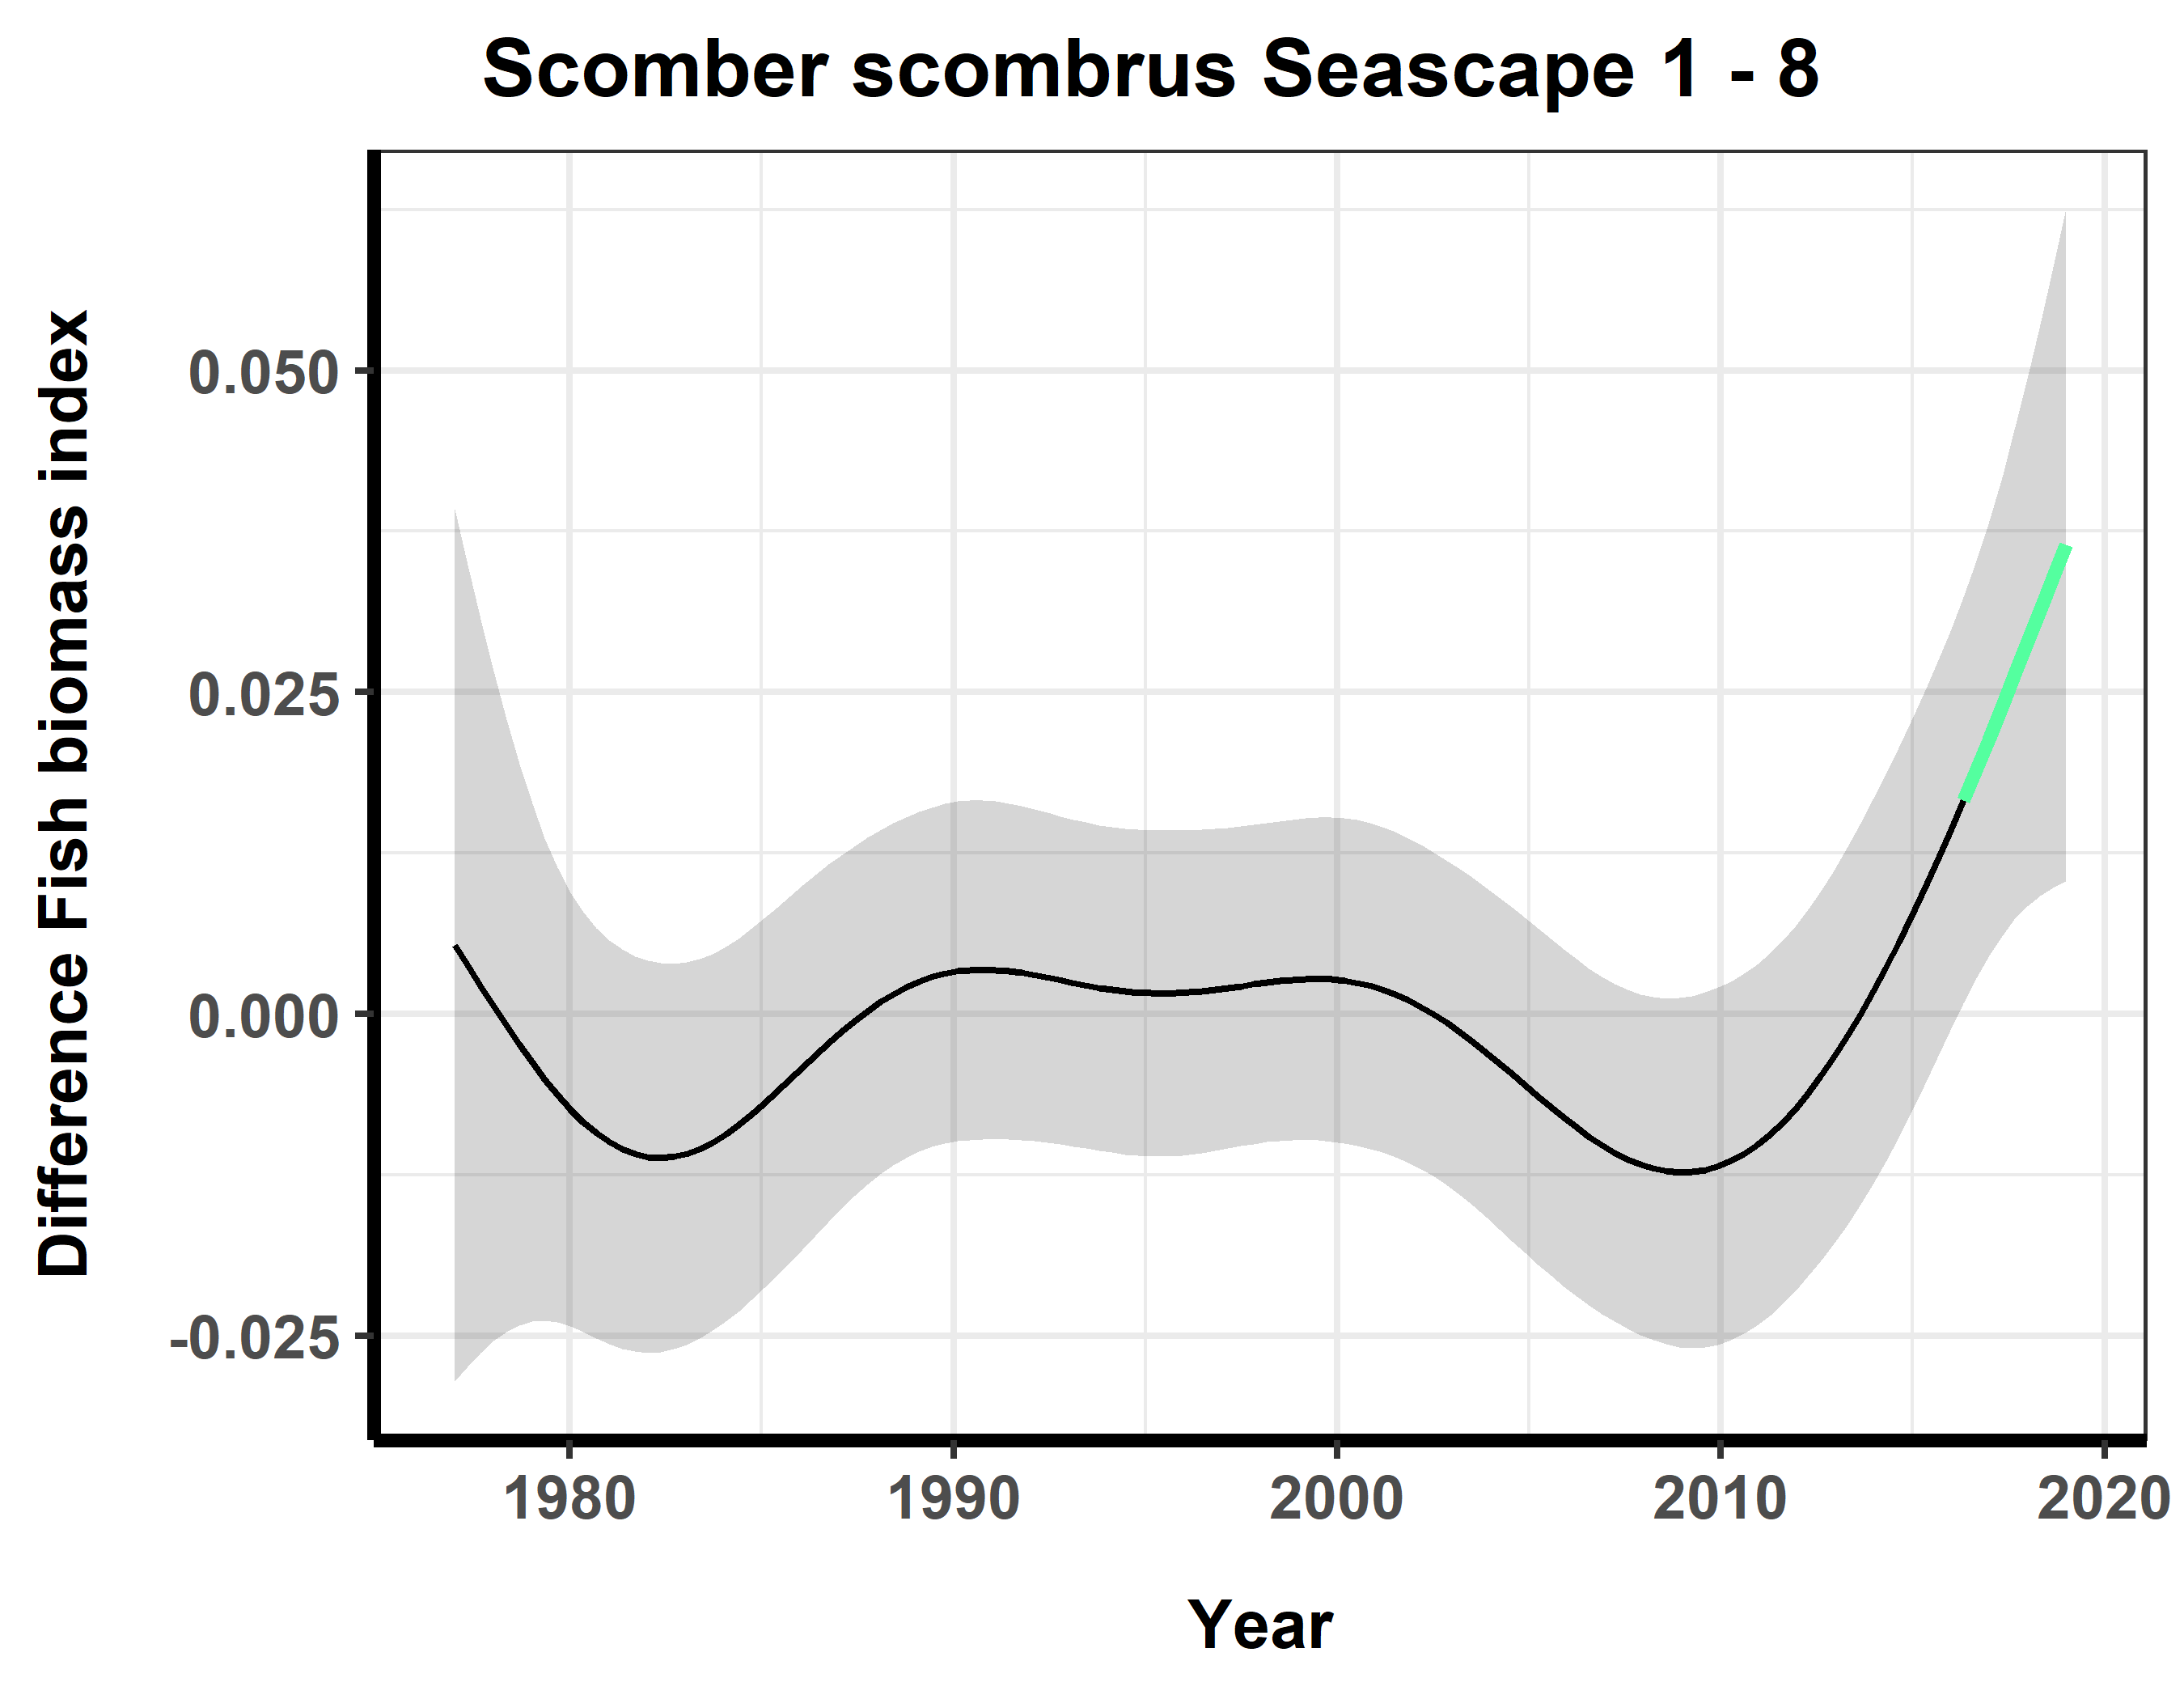 Scomber scombrus Seascape 1 - 8
Difference Fish biomass index
0.050
0.025
0.000
-0.025
1980 1990 2000 2010 2020
Year